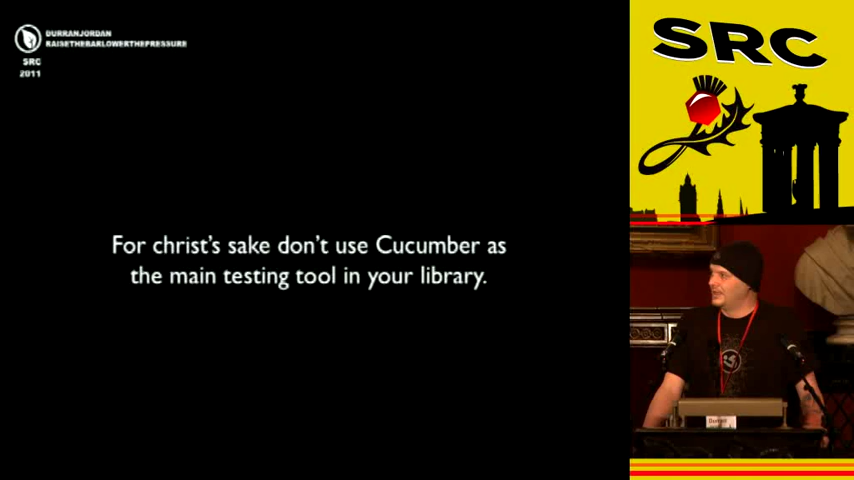 DURRANJORDAN
RAISETHEBARLOWERTHEPRESSURE
SRC
2011
For christ's sake don't use Cucumber as
the main testing tool in your library.
SRC